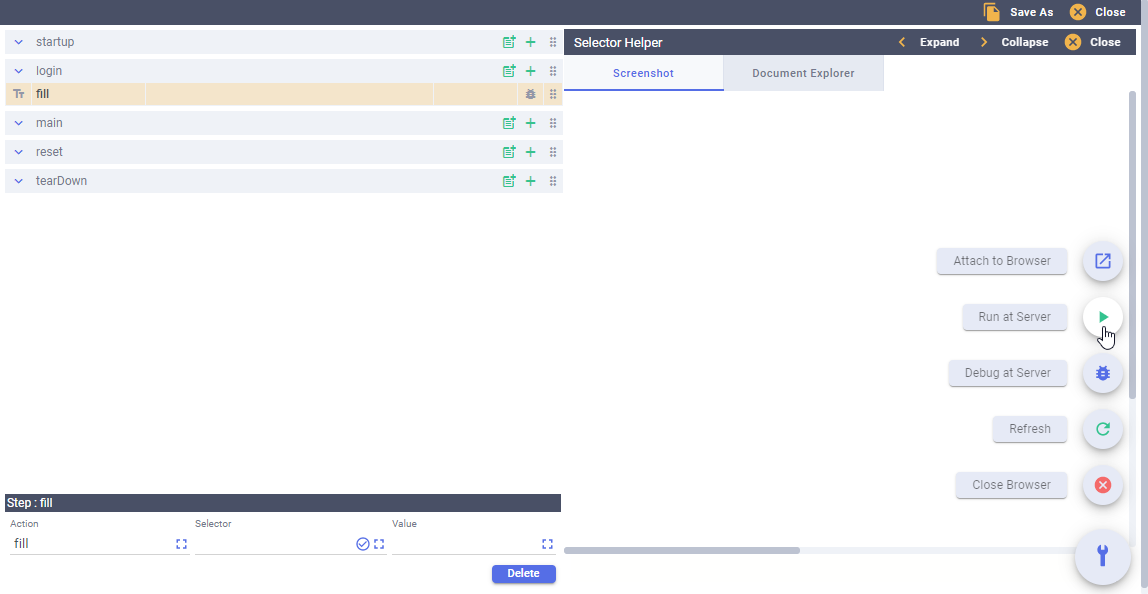 Save As Close
startup
login
Tт fill
main
reset
tearDown
Selector Helper Expand Collapse Close
Screenshot Document Explorer
Attach to Browser
Run at Server
Debug at Server
Refresh
Close Browser
Step : fill
Action Selector Value
fill
Delete